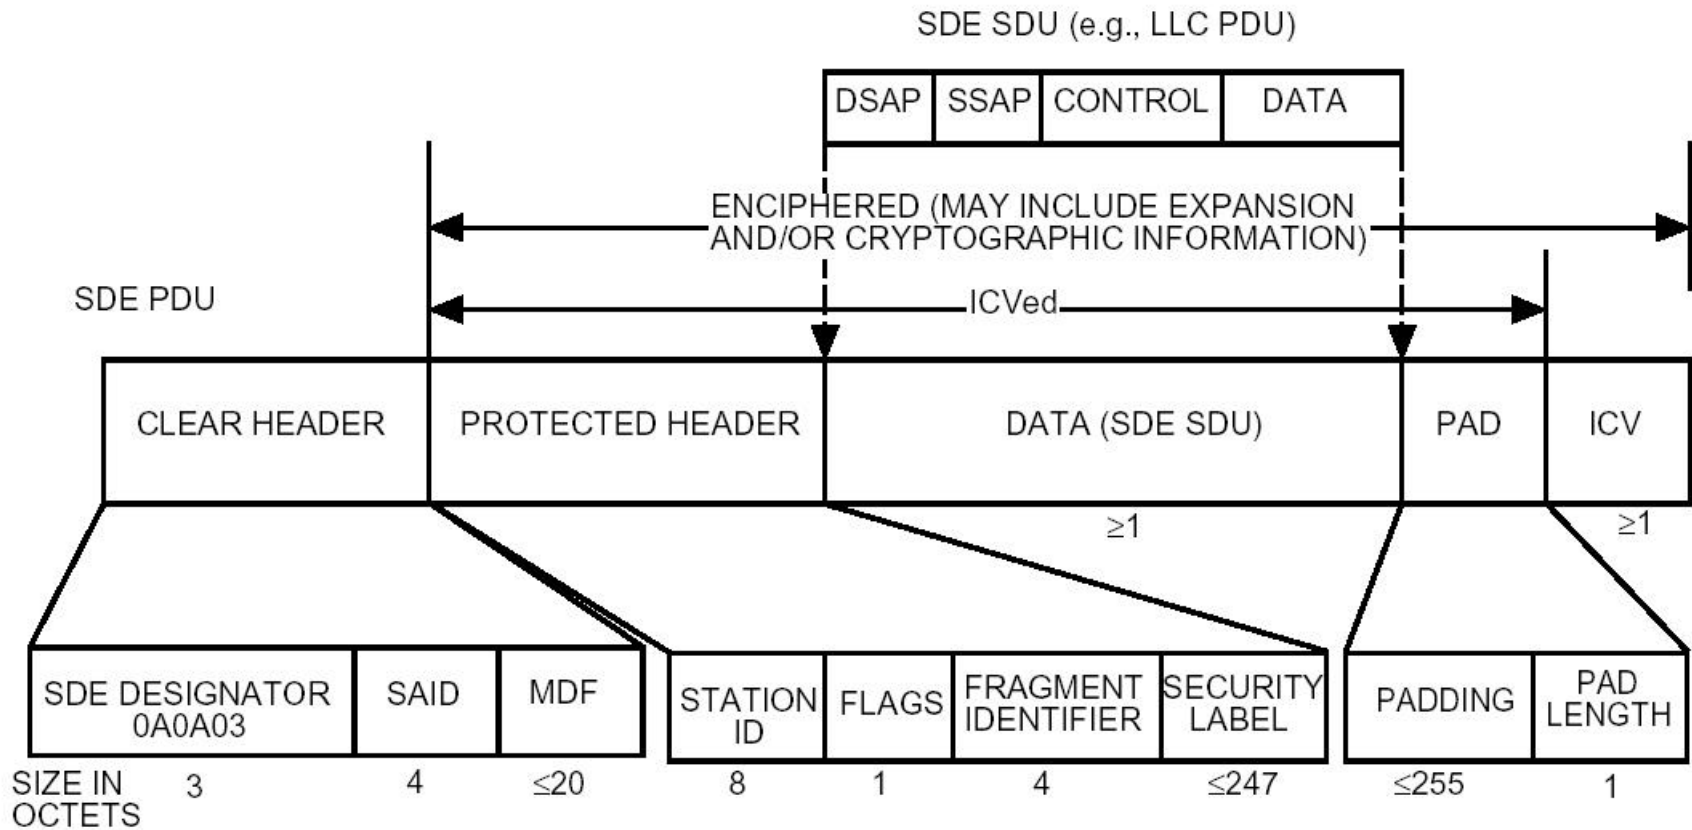 SDE SDU (e.g., LLC PDU)
DSAP SSAP CONTROL DATA
ENCIPHERED (MAY INCLUDE EXPANSION
AND/OR CRYPTOGRAPHIC INFORMATION)
SDE PDU
ICVed
CLEAR HEADER PROTECTED HEADER DATA (SDE SDU) PAD ICV
≥1 ≥1
SDE DESIGNATOR
0A0A03
SAID
MDF
STATION
ID
FLAGS
FRAGMENT
IDENTIFIER
SECURITY
LABEL
PADDING
PAD
LENGTH
SIZE IN
OCTETS
3 4 ≤20 8 1 4 ≤247 ≤255 1